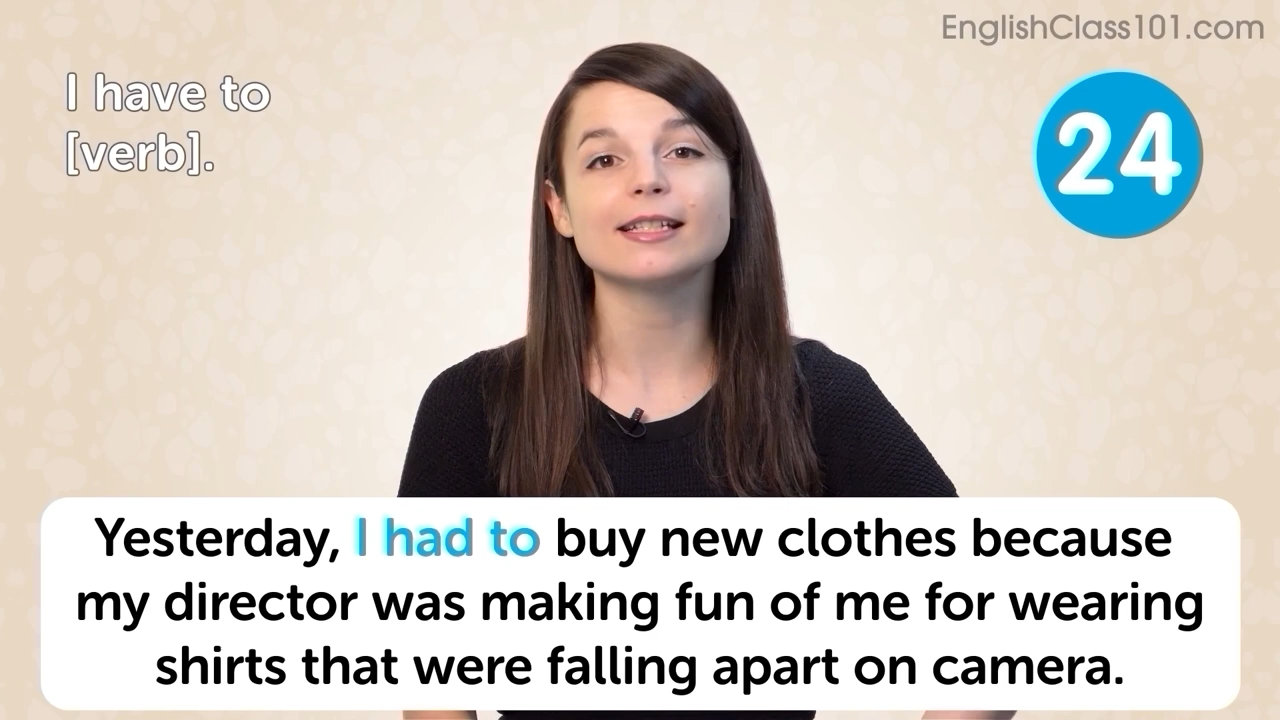 EnglishClass101.com
I have to
[verb].
24
Yesterday, I had to buy new clothes because
my director was making fun of me for wearing
shirts that were falling apart on camera.